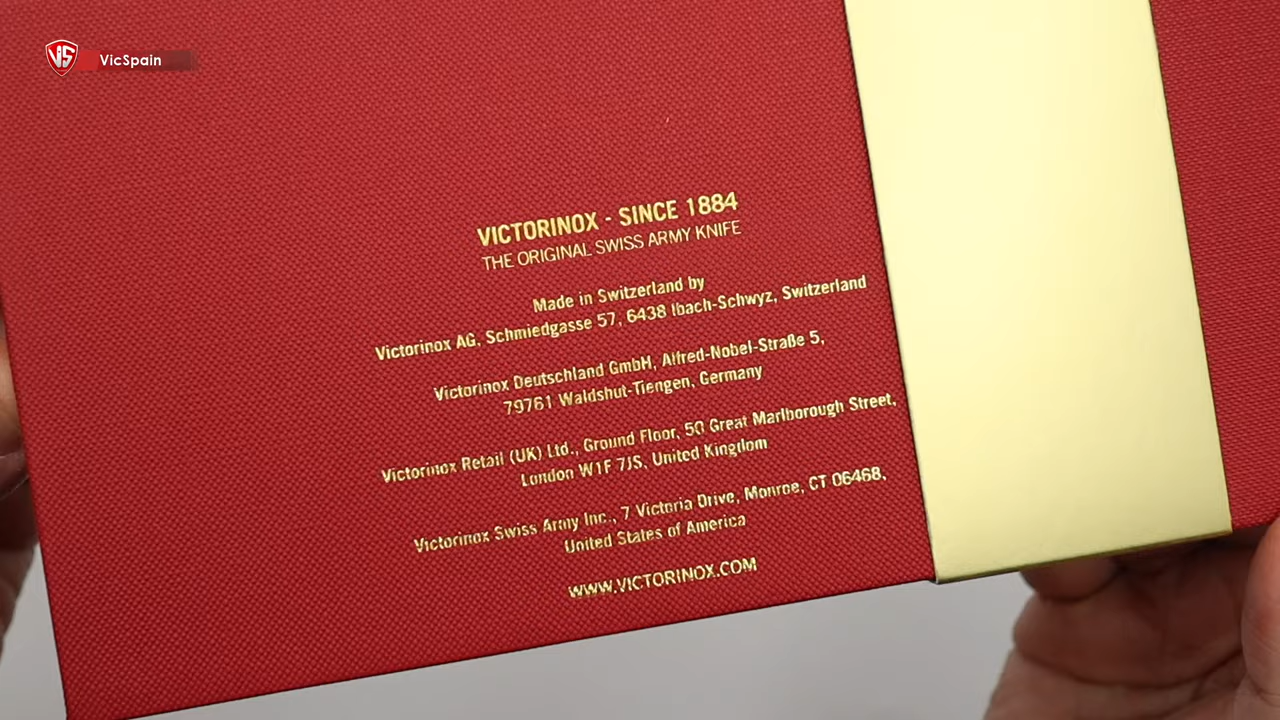 VS VicSpain
VICTORINOX - SINCE 1884
THE ORIGINAL SWISS ARMY KNIFE
Made in Switzerland by
Victorinox AG, Schmiedgasse 57, 6438 Ibach-Schwyz, Switzerland
Victorinox Deutschland GmbH, Alfred-Nobel-Straße 5,
79761 Waldshut-Tiengen, Germany
Victorinox Retail (UK) Ltd., Ground Floor, 50 Great Marlborough Street,
London W1F 7JS, United Kingdom
Victorinox Swiss Army Inc., 7 Victoria Drive, Monroe, CT 06468,
United States of America
WWW.VICTORINOX.COM